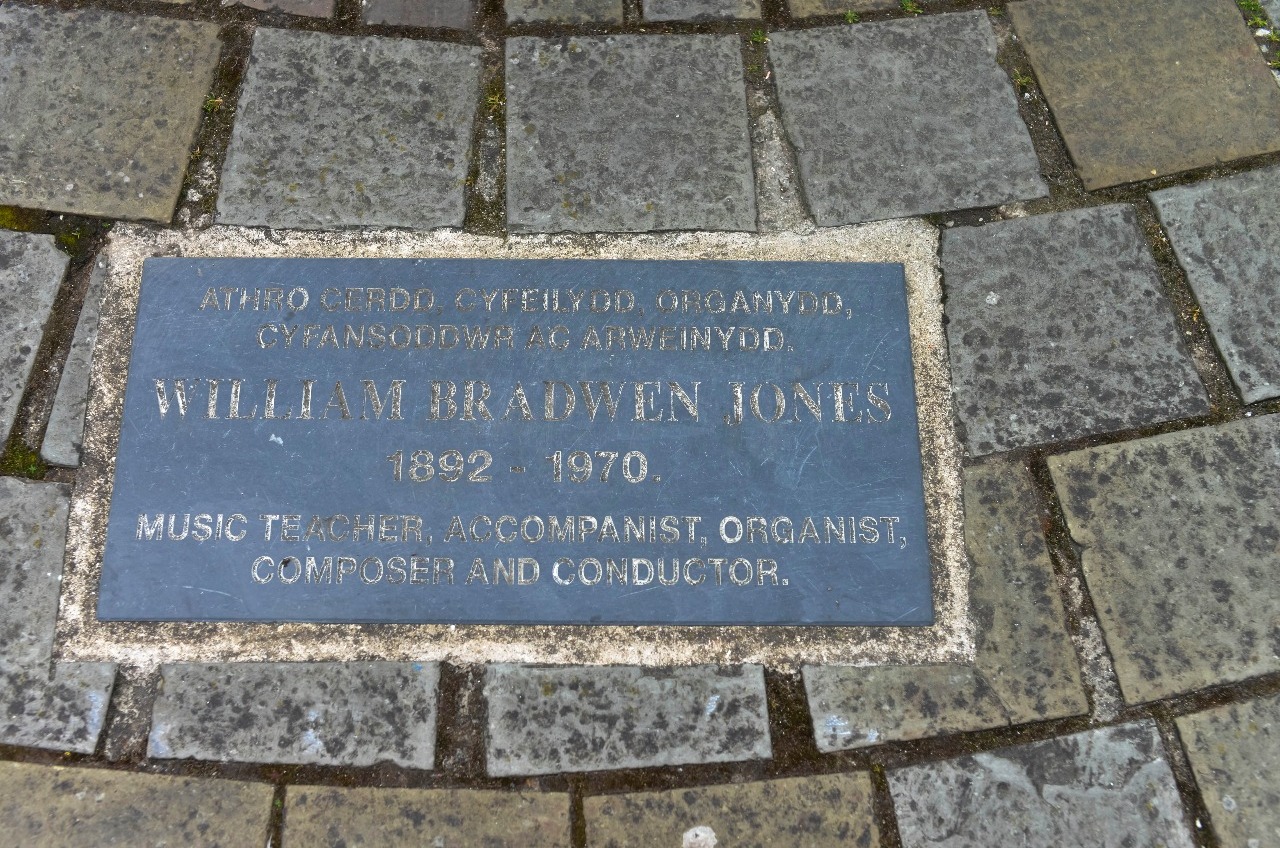 ATHRO CERDD, CYFEILYDD, ORGANYDD,
CYFANSODDWR AC ARWEINYDD.
WILLIAM BRADWEN JONES
1892 - 1970.
MUSIC TEACHER, ACCOMPANIST, ORGANIST,
COMPOSER AND CONDUCTOR.